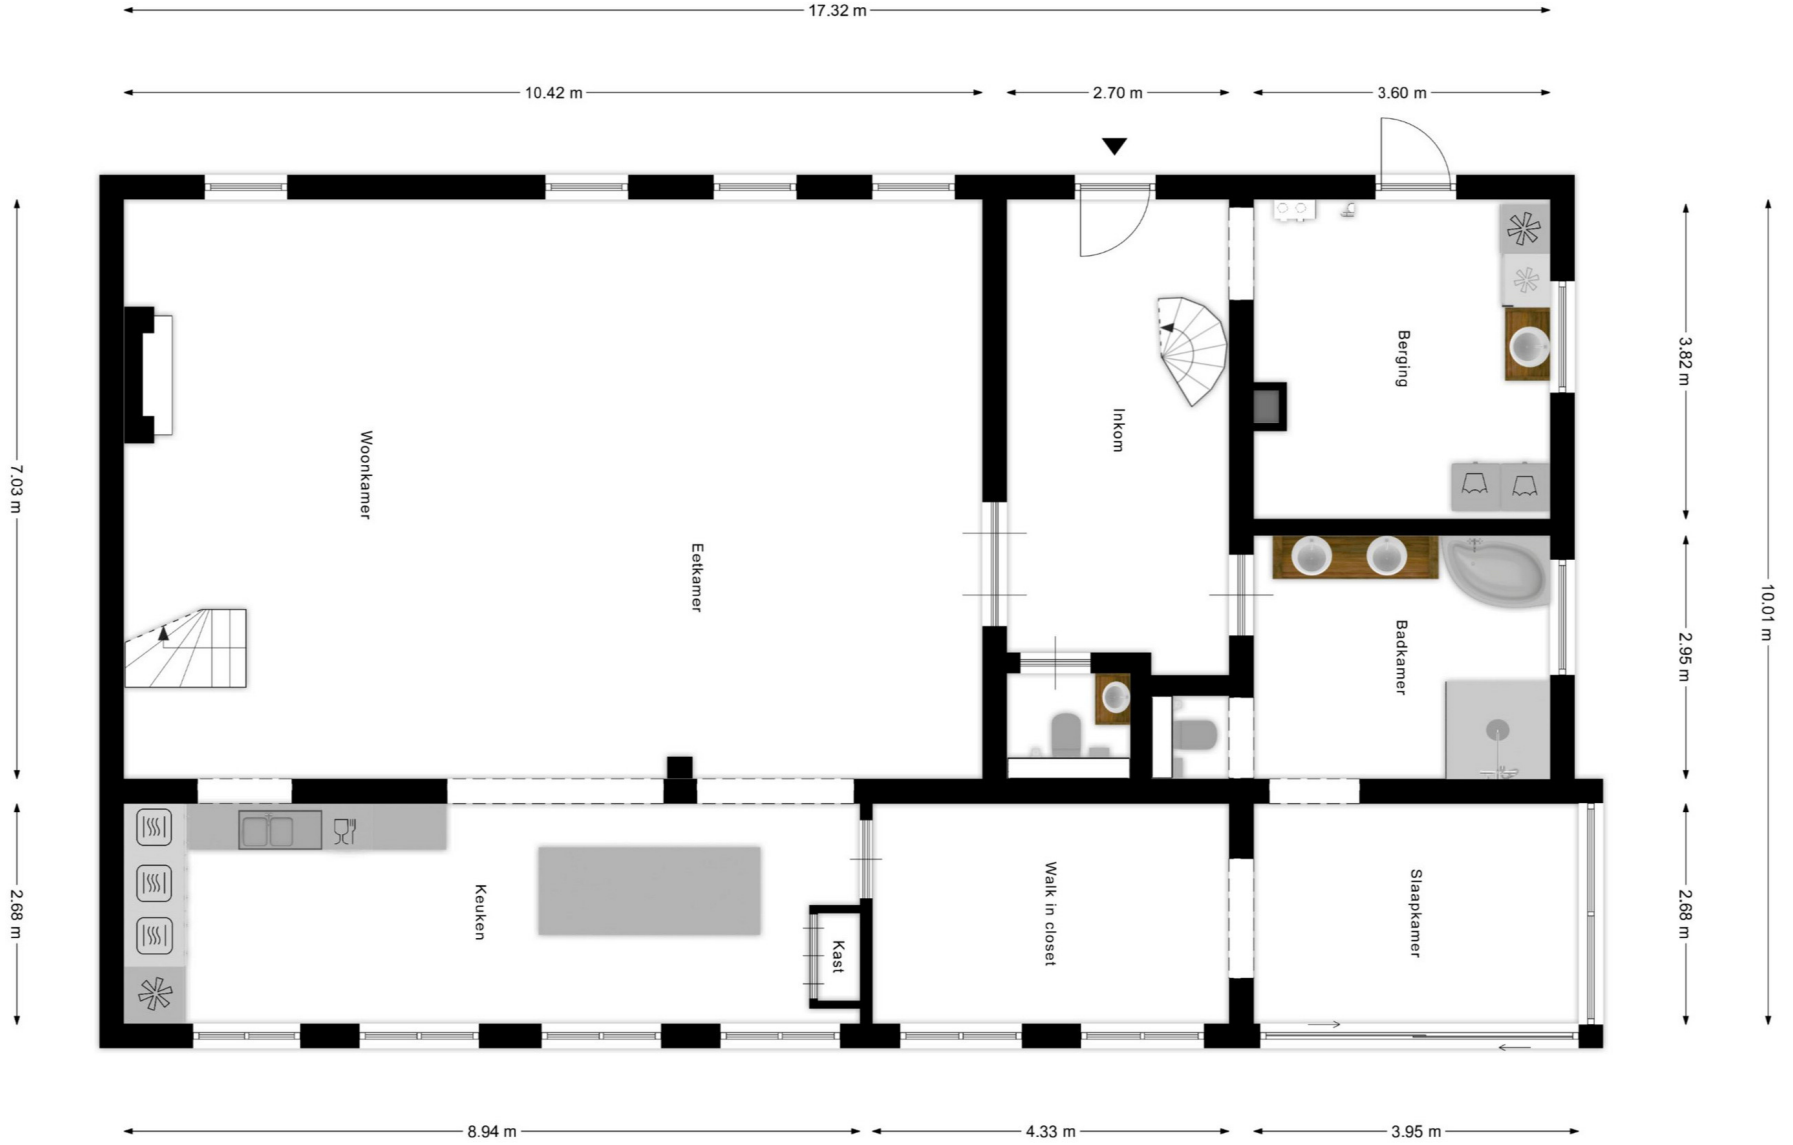 17.32 m
10.42 m
2.70 m
3.60 m
7.03 m
2.68 m
Woonkamer
Eetkamer
Inkom
Berging
Badkamer
Keuken
Kast
Walk in closet
Slaapkamer
3.82 m
2.95 m
2.68 m
10.01 m
8.94 m
4.33 m
3.95 m